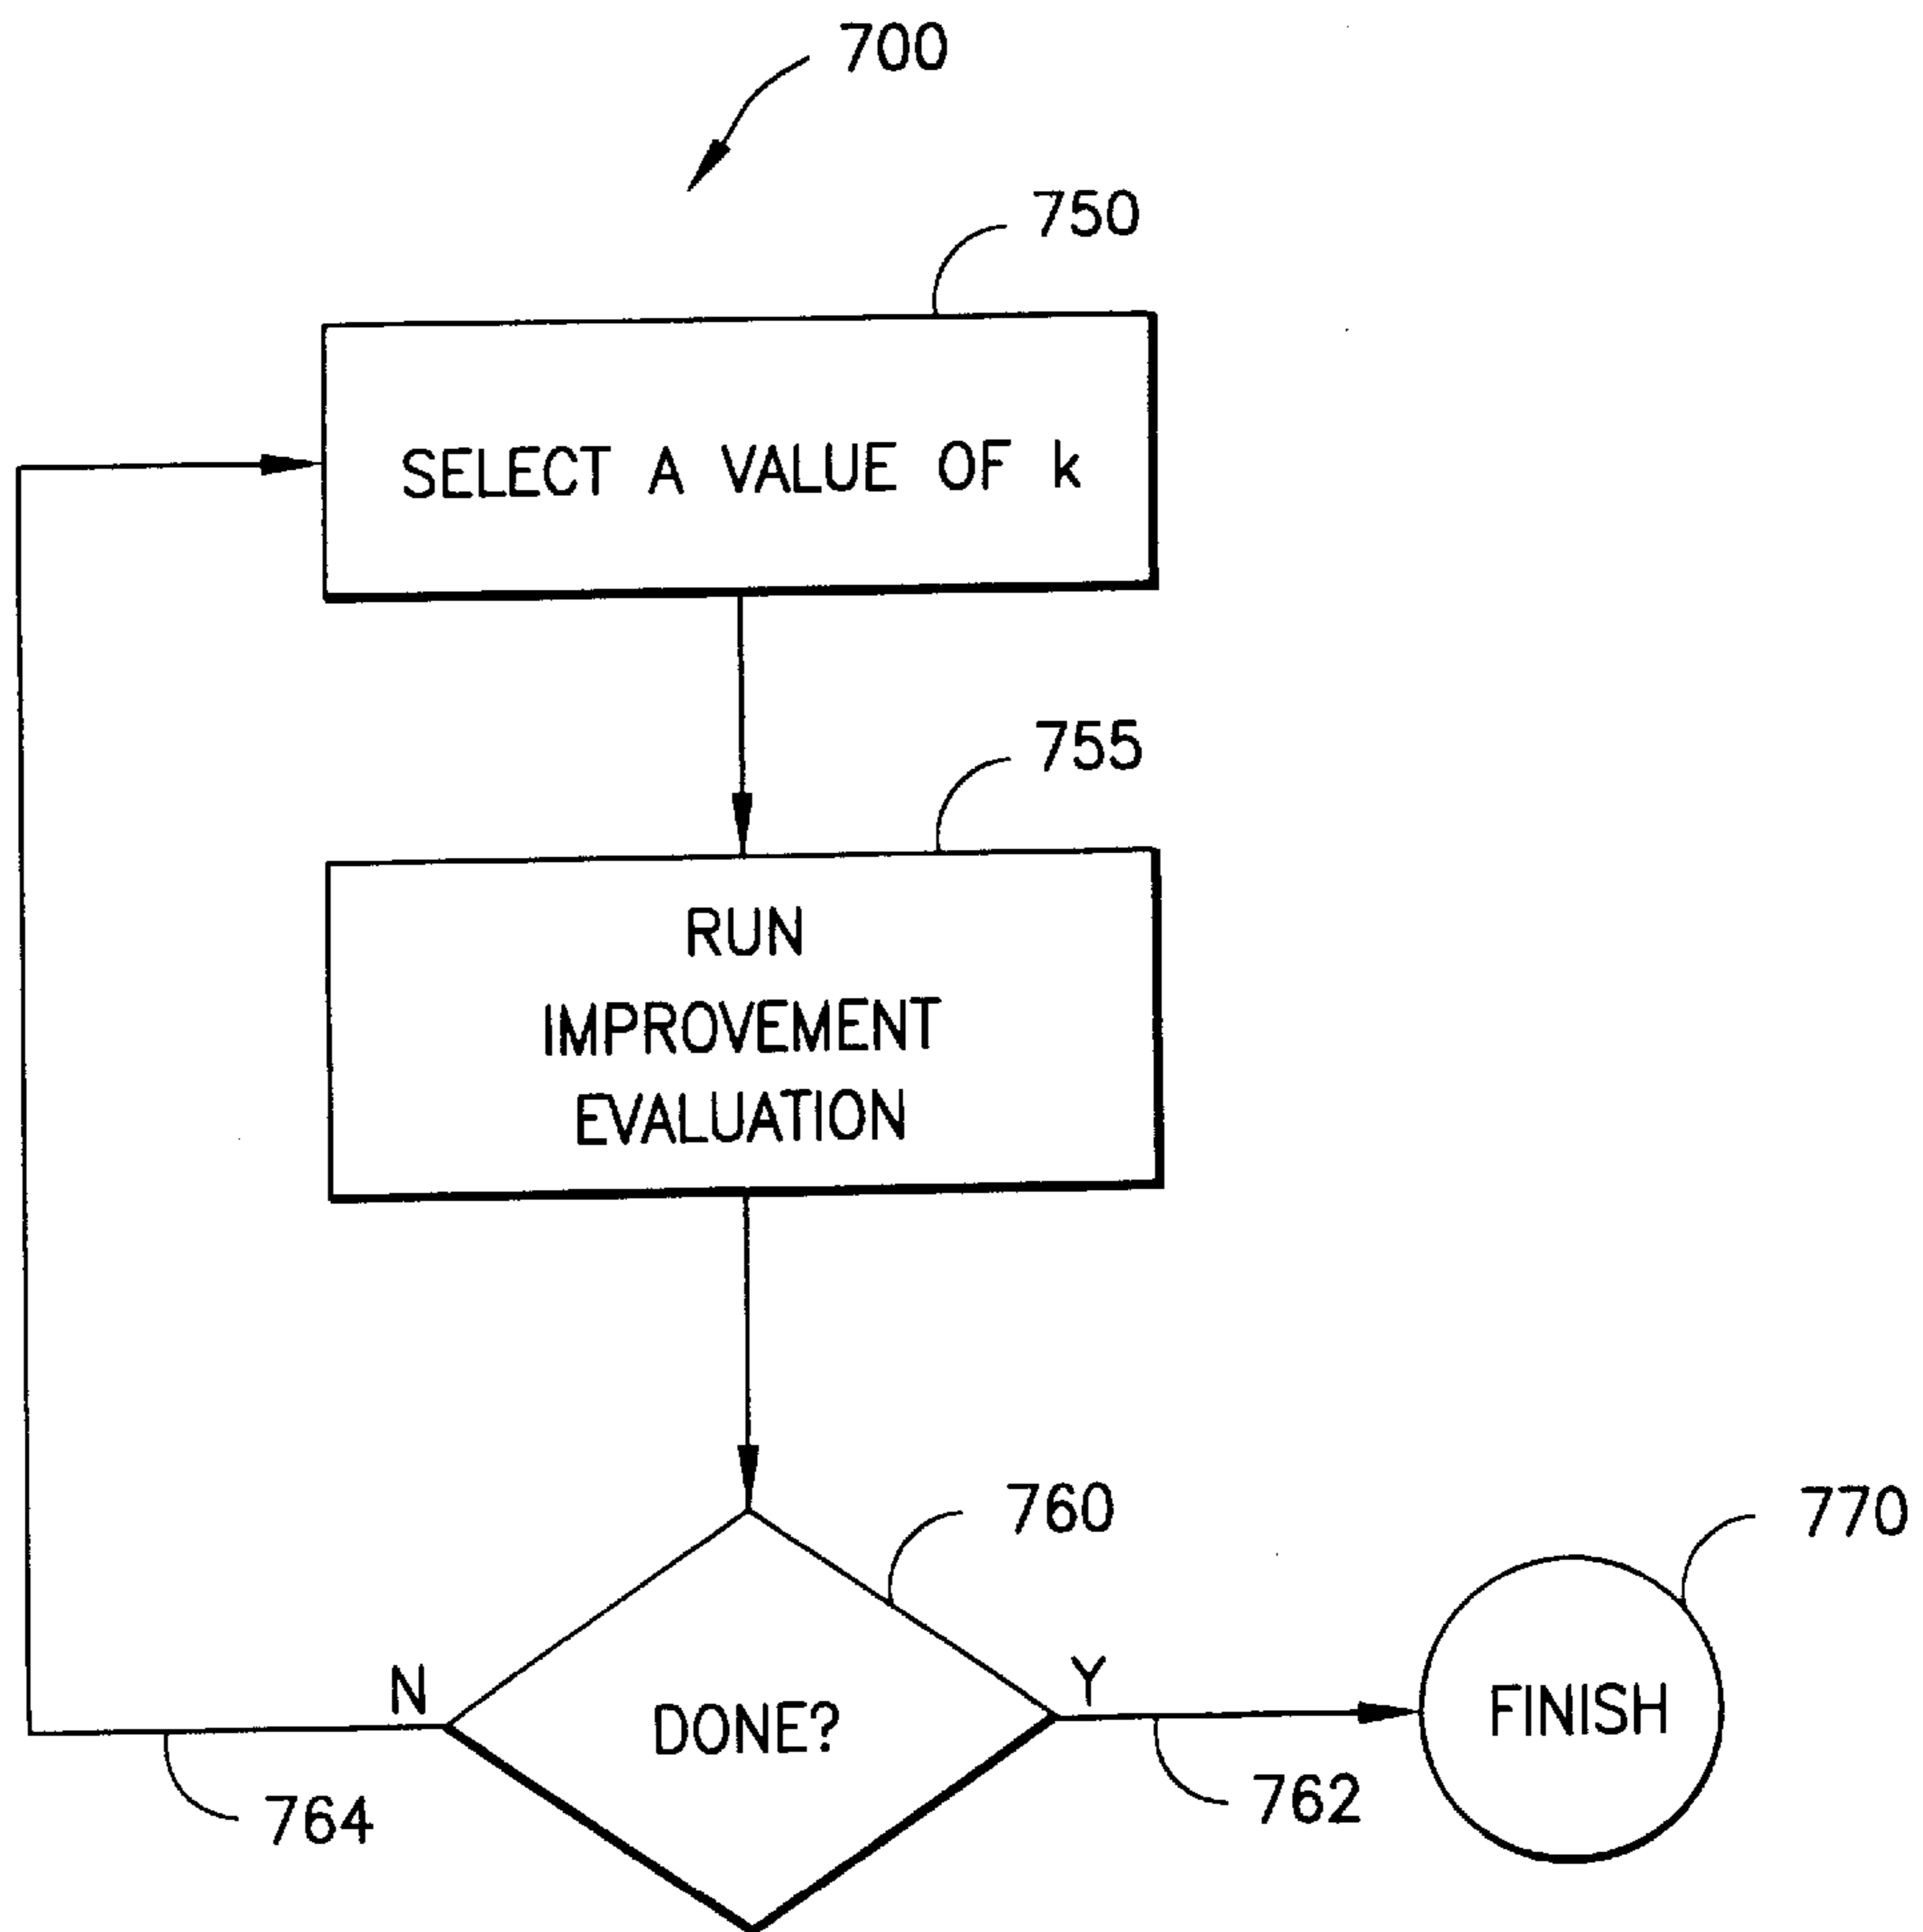 700
750
SELECT A VALUE OF k
755
RUN
IMPROVEMENT
EVALUATION
760
770
N
DONE?
Y
FINISH
764
762